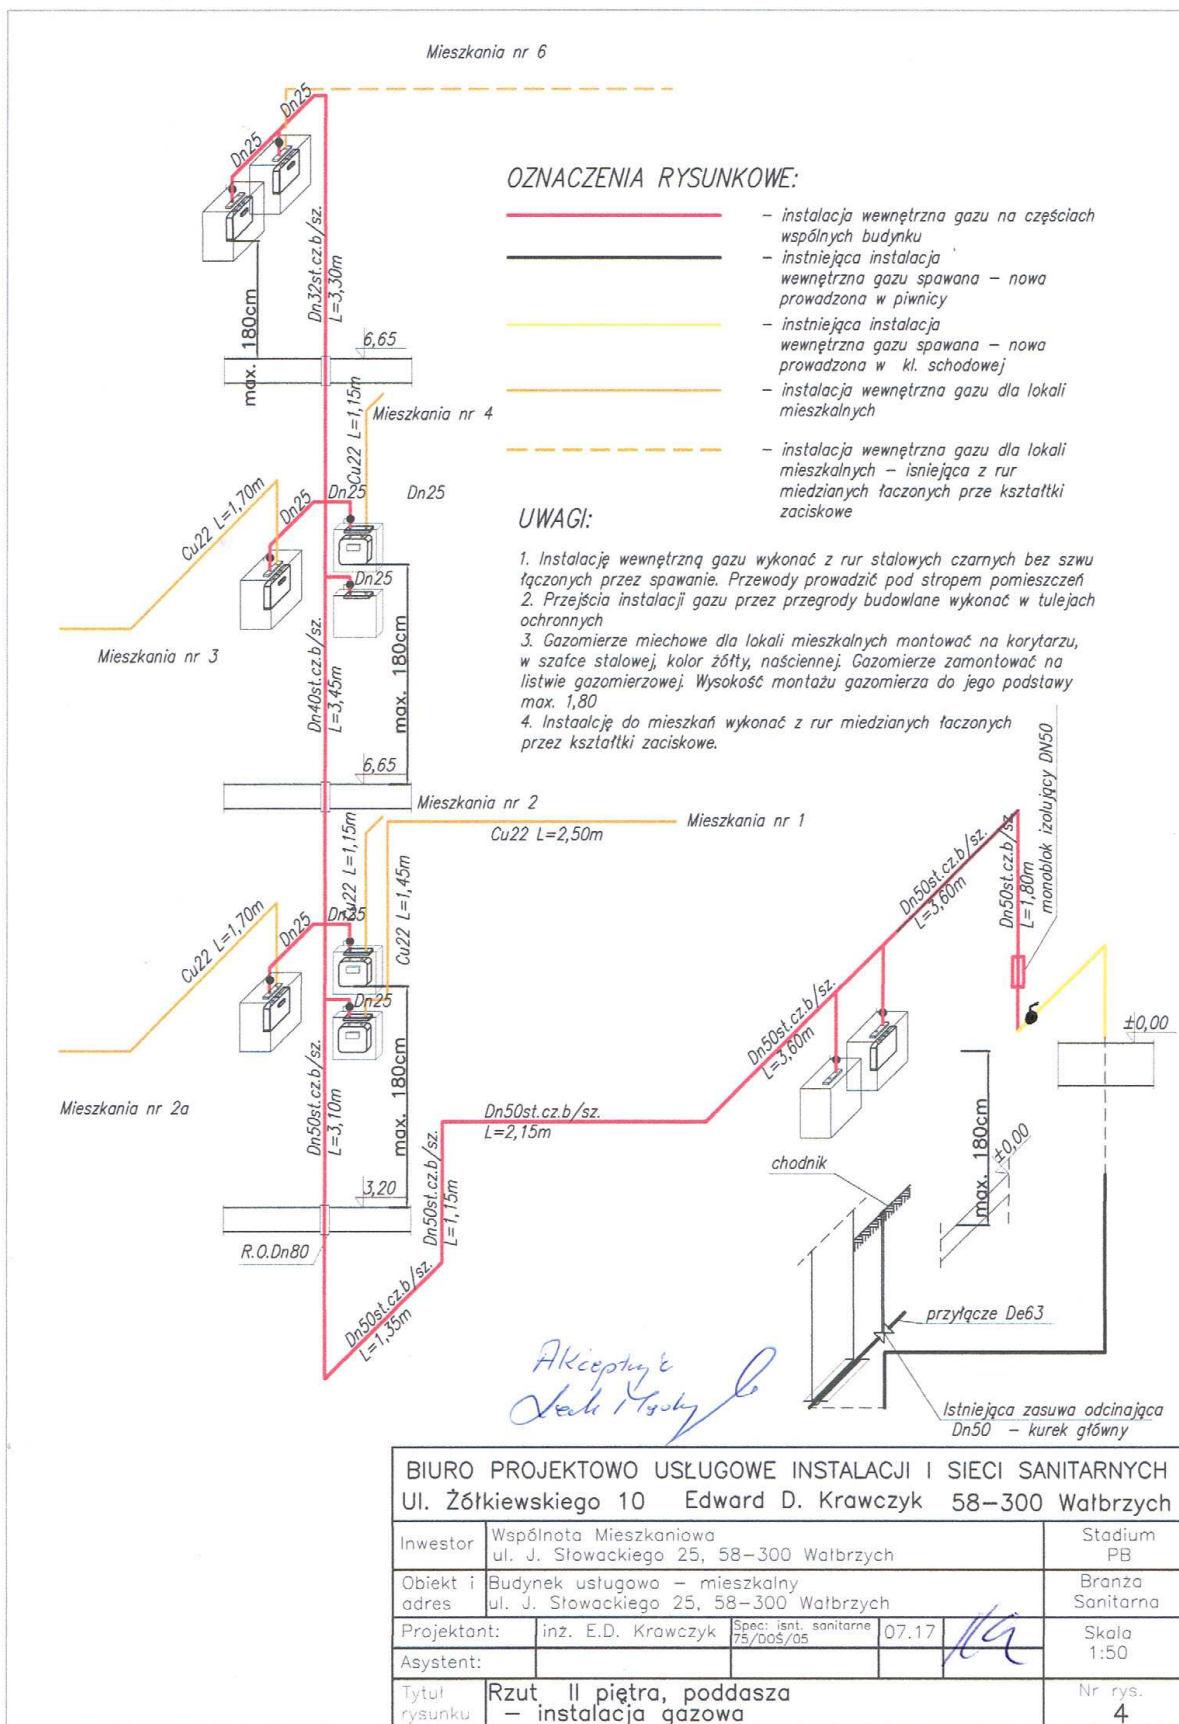 Mieszkania nr 6
Dn25
Dn25
Dn32st.cz.b/sz.
L=3,30m
max. 180cm
6,65
OZNACZENIA RYSUNKOWE:
– instalacja wewnętrzna gazu na częściach
wspólnych budynku
– instniejąca instalacja
wewnętrzna gazu spawana – nowa
prowadzona w piwnicy
– instniejąca instalacja
wewnętrzna gazu spawana – nowa
prowadzona w kl. schodowej
– instalacja wewnętrzna gazu dla lokali
mieszkalnych
– instalacja wewnętrzna gazu dla lokali
mieszkalnych – isniejąca z rur
miedzianych łaczonych prze kształtki
zaciskowe
Cu22 L=1,15m
Mieszkania nr 4
Cu22 L=1,70m
Dn25
Dn25
Dn25
Dn25
Mieszkania nr 3
Dn40st.cz.b/sz.
L=3,45m
max. 180cm
6,65
UWAGI:
1. Instalację wewnętrzną gazu wykonać z rur stalowych czarnych bez szwu
łączonych przez spawanie. Przewody prowadzić pod stropem pomieszczeń
2. Przejścia instalacji gazu przez przegrody budowlane wykonać w tulejach
ochronnych
3. Gazomierze miechowe dla lokali mieszkalnych montować na korytarzu,
w szafce stalowej, kolor żółty, naściennej. Gazomierze zamontować na
listwie gazomierzowej. Wysokość montażu gazomierza do jego podstawy
max. 1,80
4. Instaalcję do mieszkań wykonać z rur miedzianych łaczonych
przez kształtki zaciskowe.
Mieszkania nr 2
Cu22 L=1,15m
Cu22 L=2,50m
Mieszkania nr 1
Cu22 L=1,45m
Cu22 L=1,70m
Dn25
Dn25
Dn25
Mieszkania nr 2a
Dn50st.cz.b/sz.
L=3,10m
max. 180cm
3,20
R.O.Dn80
Dn50st.cz.b/sz.
L=1,35m
Dn50st.cz.b/sz.
L=1,15m
Dn50st.cz.b/sz.
L=2,15m
Dn50st.cz.b/sz.
L=3,60m
Dn50st.cz.b/sz.
L=3,60m
Dn50st.cz.b/sz.
L=1,80m
monoblok izolujący DN50
±0,00
max. 180cm
±0,00
chodnik
przyłącze De63
Istniejąca zasuwa odcinająca
Dn50 – kurek główny
Akceptuję
BIURO PROJEKTOWO USŁUGOWE INSTALACJI I SIECI SANITARNYCH
Ul. Żółkiewskiego 10 Edward D. Krawczyk 58–300 Wałbrzych
Inwestor
Wspólnota Mieszkaniowa
ul. J. Słowackiego 25, 58–300 Wałbrzych
Stadium
PB
Obiekt i
adres
Budynek usługowo – mieszkalny
ul. J. Słowackiego 25, 58–300 Wałbrzych
Branża
Sanitarna
Projektant:
inż. E.D. Krawczyk
Spec: isnt. sanitarne
75/DOŚ/05
07.17
Skala
1:50
Asystent:
Tytuł
rysunku
Rzut II piętra, poddasza
– instalacja gazowa
Nr rys.
4